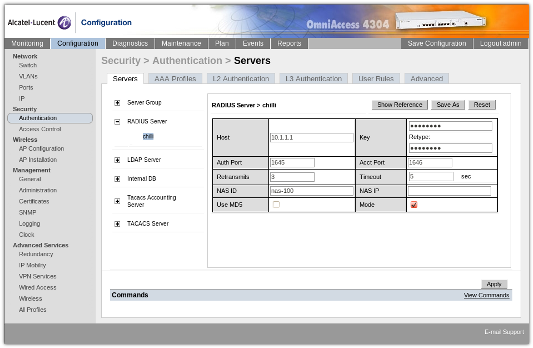 Alcatel-Lucent
Configuration
OmniAccess 4304
Monitoring Configuration Diagnostics Maintenance Plan Events Reports Save Configuration Logout admin
Network
Switch
VLANs
Ports
IP
Security
Authentication
Access Control
Wireless
AP Configuration
AP Installation
Management
General
Administration
Certificates
SNMP
Logging
Clock
Advanced Services
Redundancy
IP Mobility
VPN Services
Wired Access
Wireless
All Profiles
Security > Authentication > Servers
Servers AAA Profiles L2 Authentication L3 Authentication User Rules Advanced
Server Group
RADIUS Server
chilli
LDAP Server
Internal DB
Tacacs Accounting
Server
TACACS Server
RADIUS Server > chilli Show Reference Save As Reset
Host 10.1.1.1 Key ●●●●●●●●
Retype:
●●●●●●●●
Auth Port 1645 Acct Port 1646
Retransmits 3 Timeout 5 sec
NAS ID nas-100 NAS IP
Use MD5 Mode
Apply
Commands View Commands
E-mail Support